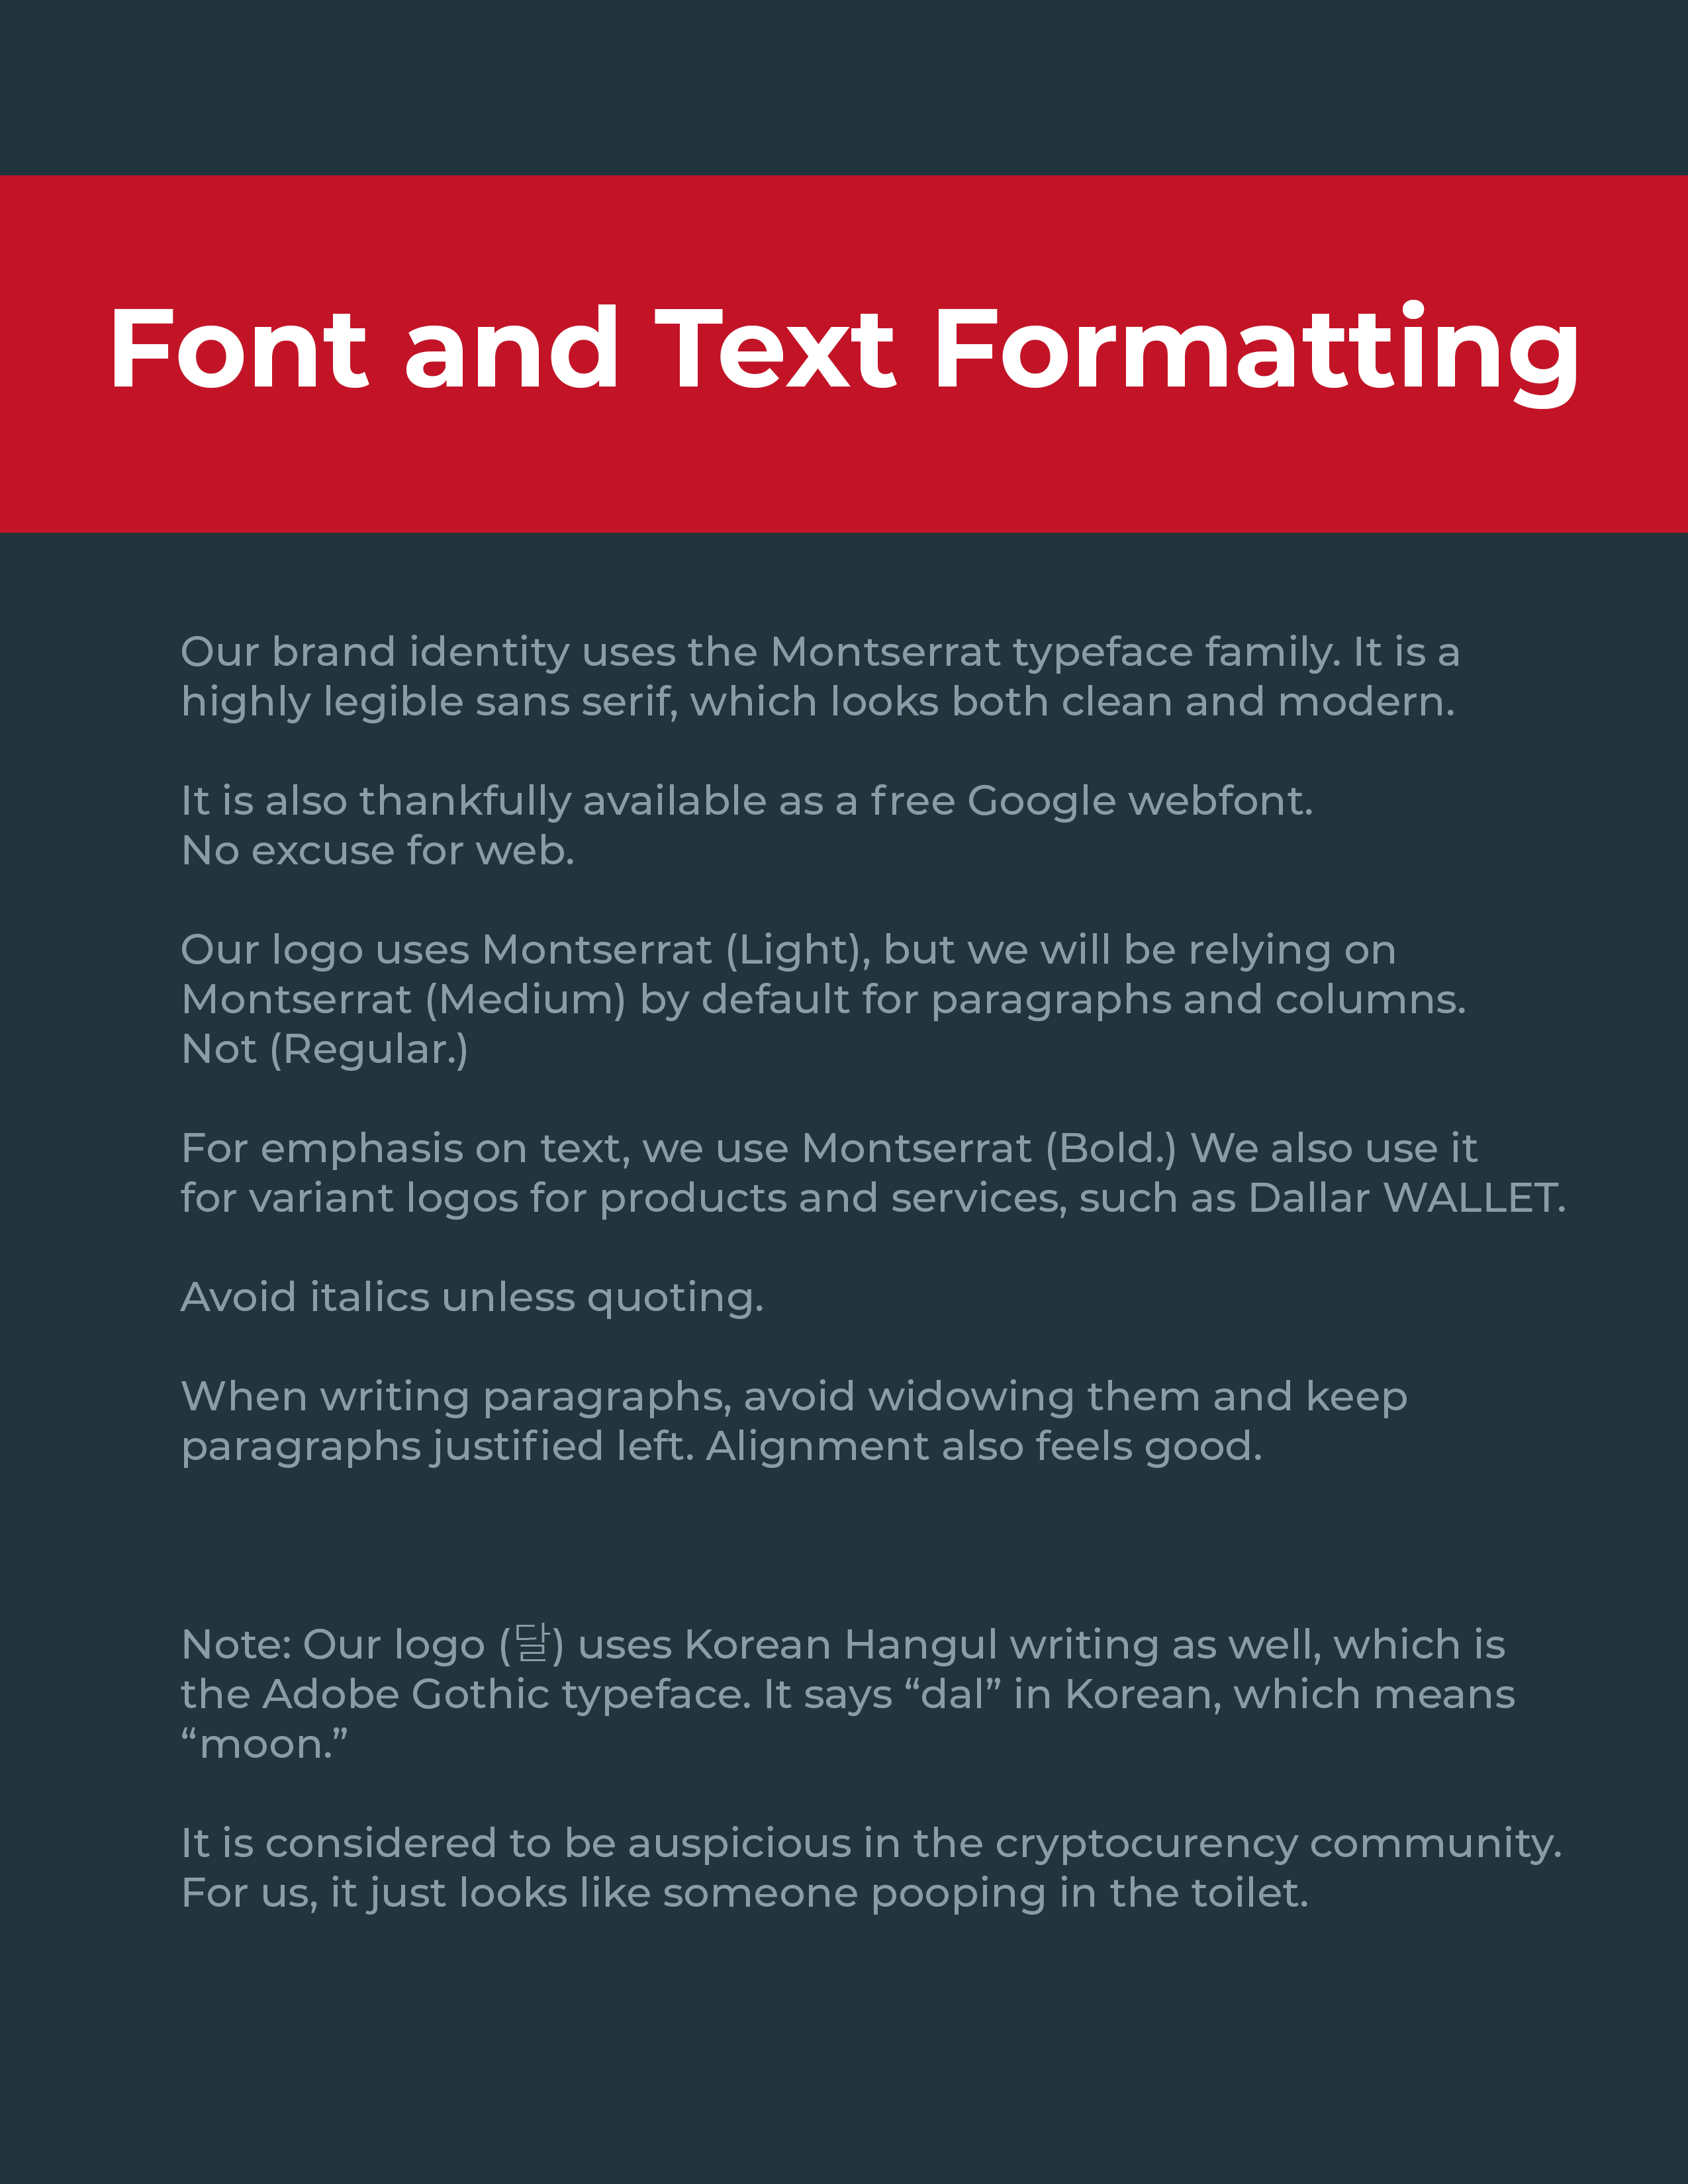 Font and Text Formatting
Our brand identity uses the Montserrat typeface family. It is a
highly legible sans serif, which looks both clean and modern.
It is also thankfully available as a free Google webfont.
No excuse for web.
Our logo uses Montserrat (Light), but we will be relying on
Montserrat (Medium) by default for paragraphs and columns.
Not (Regular.)
For emphasis on text, we use Montserrat (Bold.) We also use it
for variant logos for products and services, such as Dallar WALLET.
Avoid italics unless quoting.
When writing paragraphs, avoid widowing them and keep
paragraphs justified left. Alignment also feels good.
Note: Our logo (달) uses Korean Hangul writing as well, which is
the Adobe Gothic typeface. It says “dal” in Korean, which means
“moon.”
It is considered to be auspicious in the cryptocurency community.
For us, it just looks like someone pooping in the toilet.